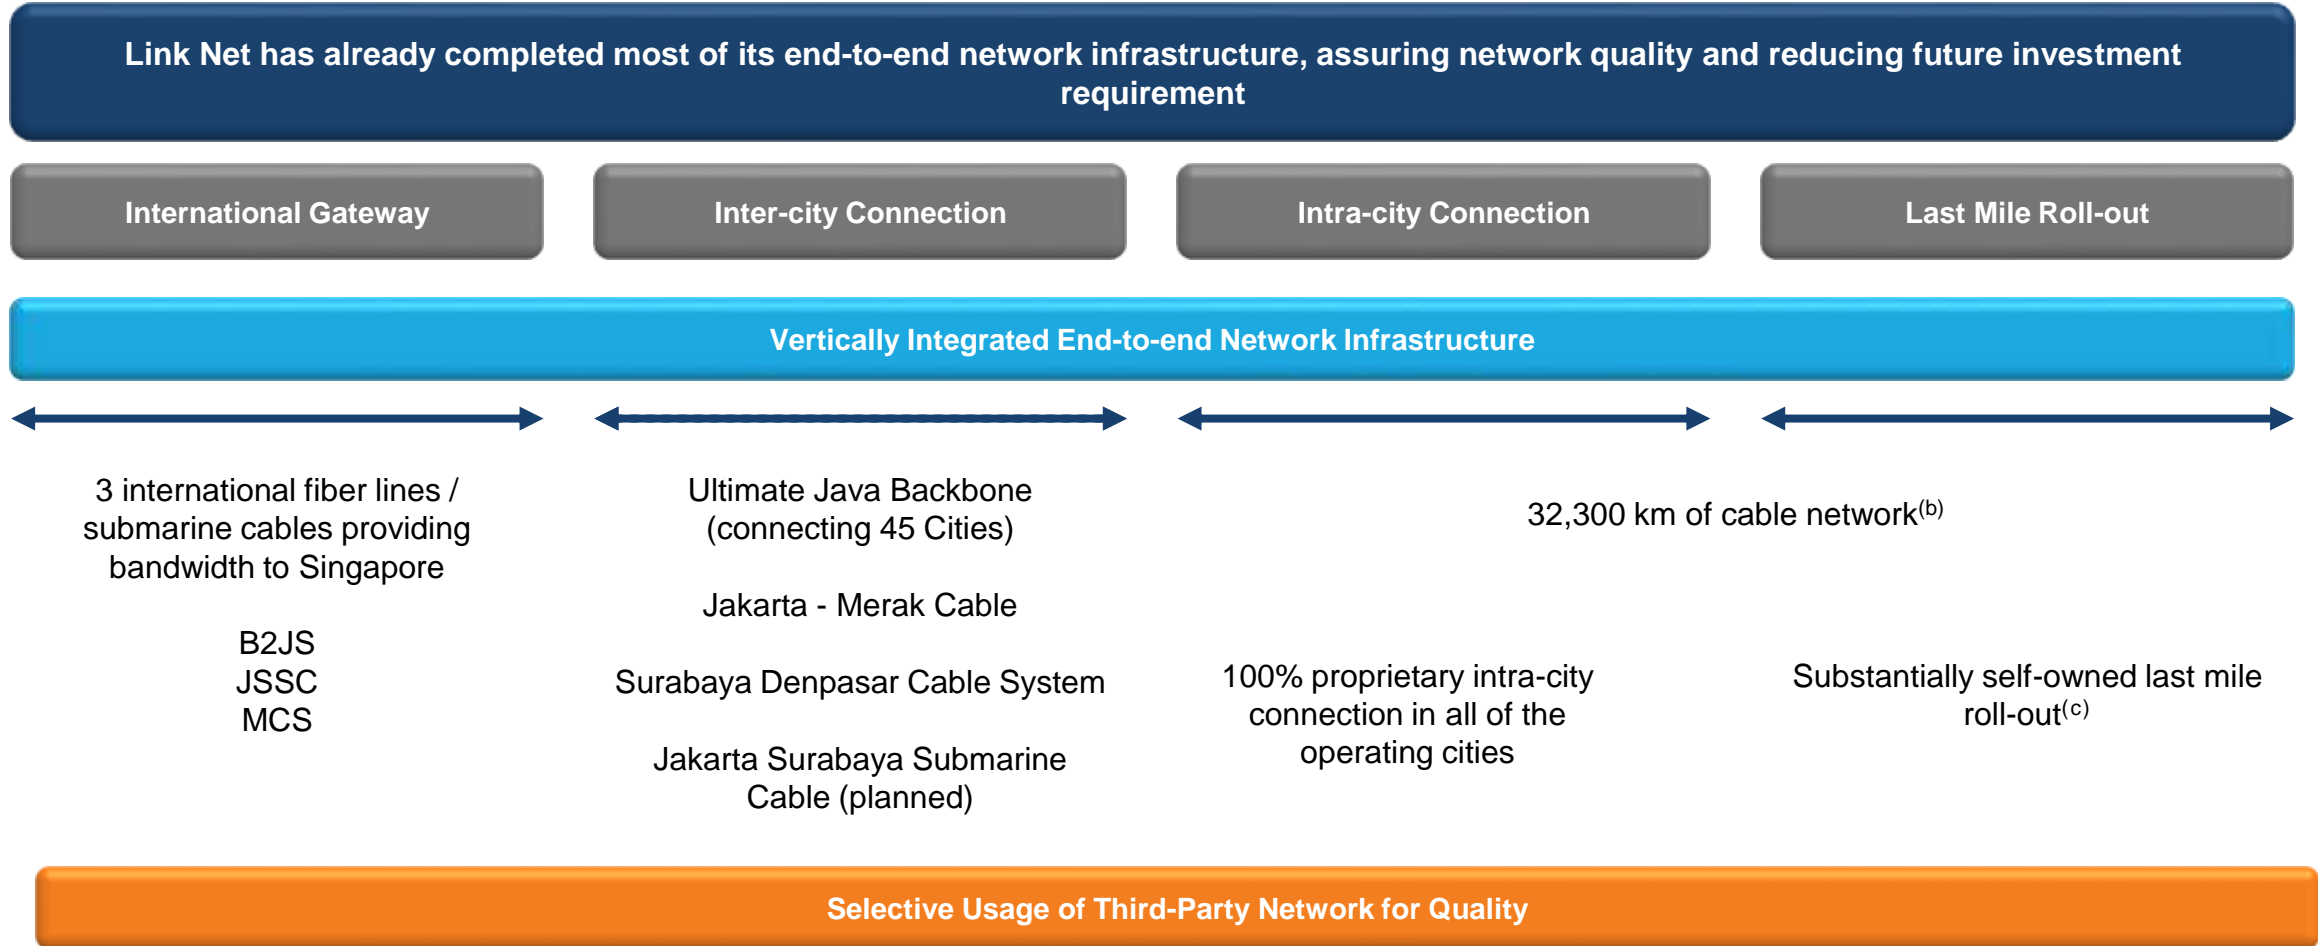 Link Net has already completed most of its end-to-end network infrastructure, assuring network quality and reducing future investment
requirement
International Gateway
Inter-city Connection
Intra-city Connection
Last Mile Roll-out
Vertically Integrated End-to-end Network Infrastructure
3 international fiber lines /
submarine cables providing
bandwidth to Singapore
B2JS
JSSC
MCS
Ultimate Java Backbone
(connecting 45 Cities)
Jakarta - Merak Cable
Surabaya Denpasar Cable System
Jakarta Surabaya Submarine
Cable (planned)
32,300 km of cable network(b)
100% proprietary intra-city
connection in all of the
operating cities
Substantially self-owned last mile
roll-out(c)
Selective Usage of Third-Party Network for Quality